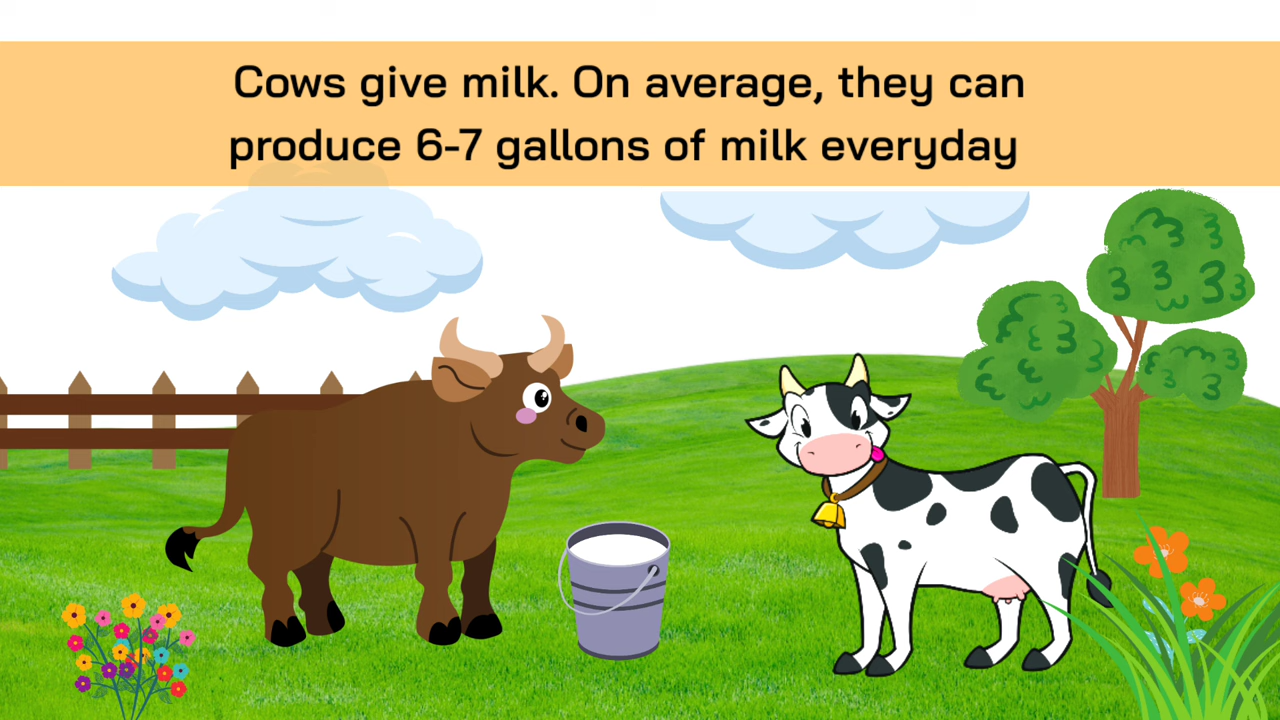 Cows give milk. On average, they can
produce 6-7 gallons of milk everyday